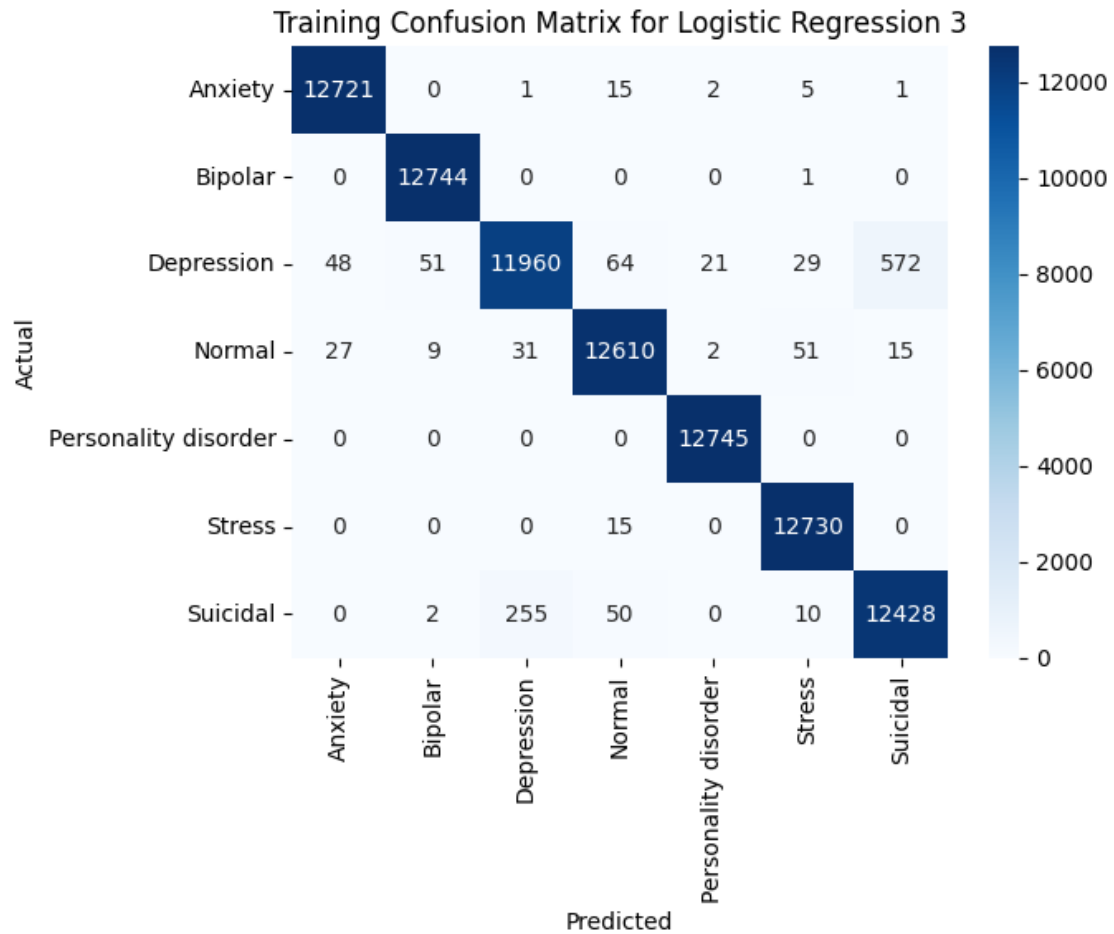 Training Confusion Matrix for Logistic Regression 3
Actual
Anxiety 12721 0 1 15 2 5 1
Bipolar 0 12744 0 0 0 1 0
Depression 48 51 11960 64 21 29 572
Normal 27 9 31 12610 2 51 15
Personality disorder 0 0 0 0 12745 0 0
Stress 0 0 0 15 0 12730 0
Suicidal 0 2 255 50 0 10 12428
Anxiety Bipolar Depression Normal Personality disorder Stress Suicidal
Predicted
12000
10000
8000
6000
4000
2000
0